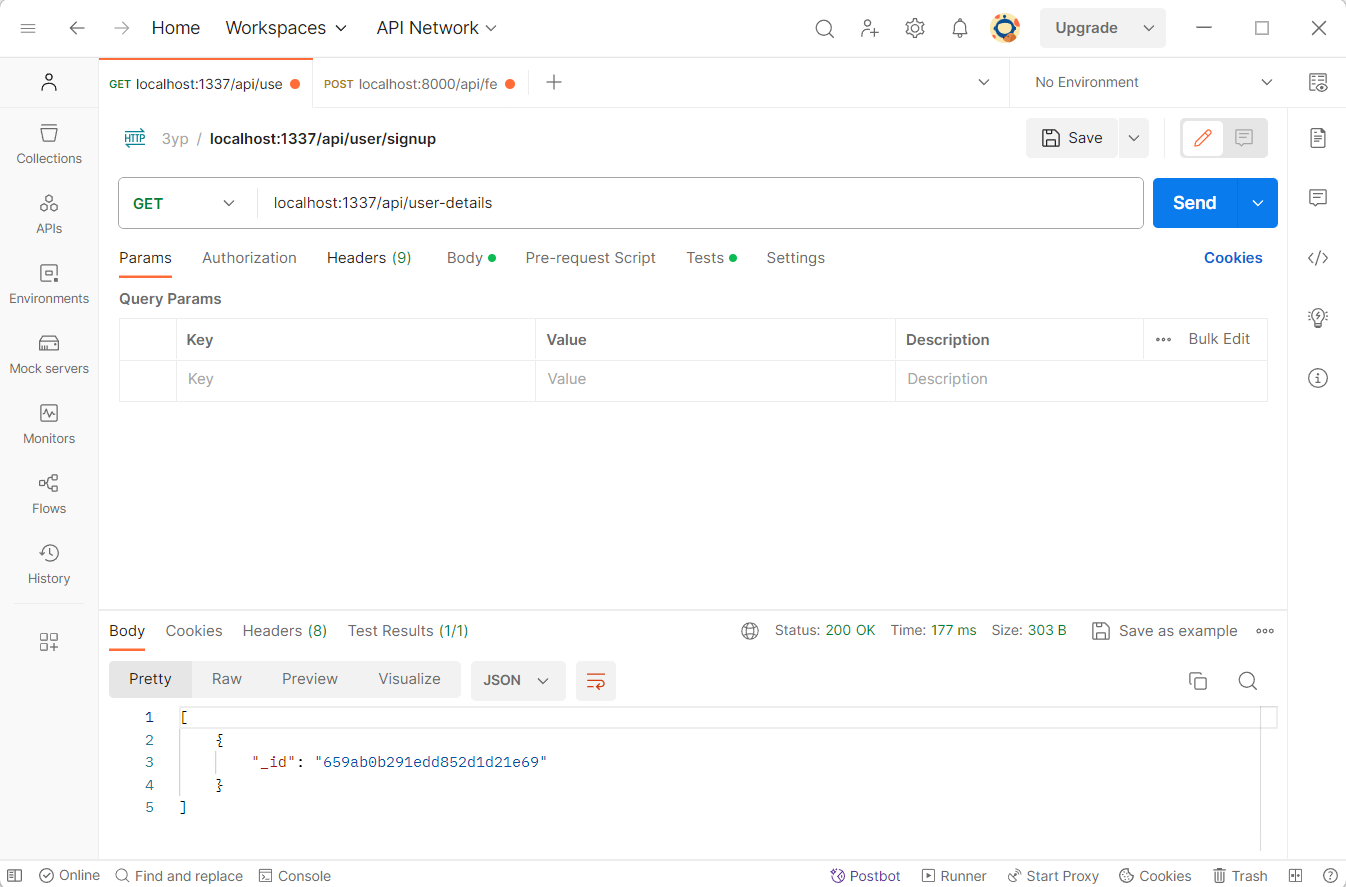 Home Workspaces API Network Upgrade
GET localhost:1337/api/use POST localhost:8000/api/fe No Environment
HTTP 3yp / localhost:1337/api/user/signup Save
GET localhost:1337/api/user-details Send
Params Authorization Headers (9) Body Pre-request Script Tests Settings Cookies
Query Params
Key Value Description Bulk Edit
Key Value Description
Collections
APIs
Environments
Mock servers
Monitors
Flows
History
Body Cookies Headers (8) Test Results (1/1) Status: 200 OK Time: 177 ms Size: 303 B Save as example
Pretty Raw Preview Visualize JSON
1 [
2 {
3 "_id": "659ab0b291edd852d1d21e69"
4 }
5 ]
Online Find and replace Console Postbot Runner Start Proxy Cookies Trash